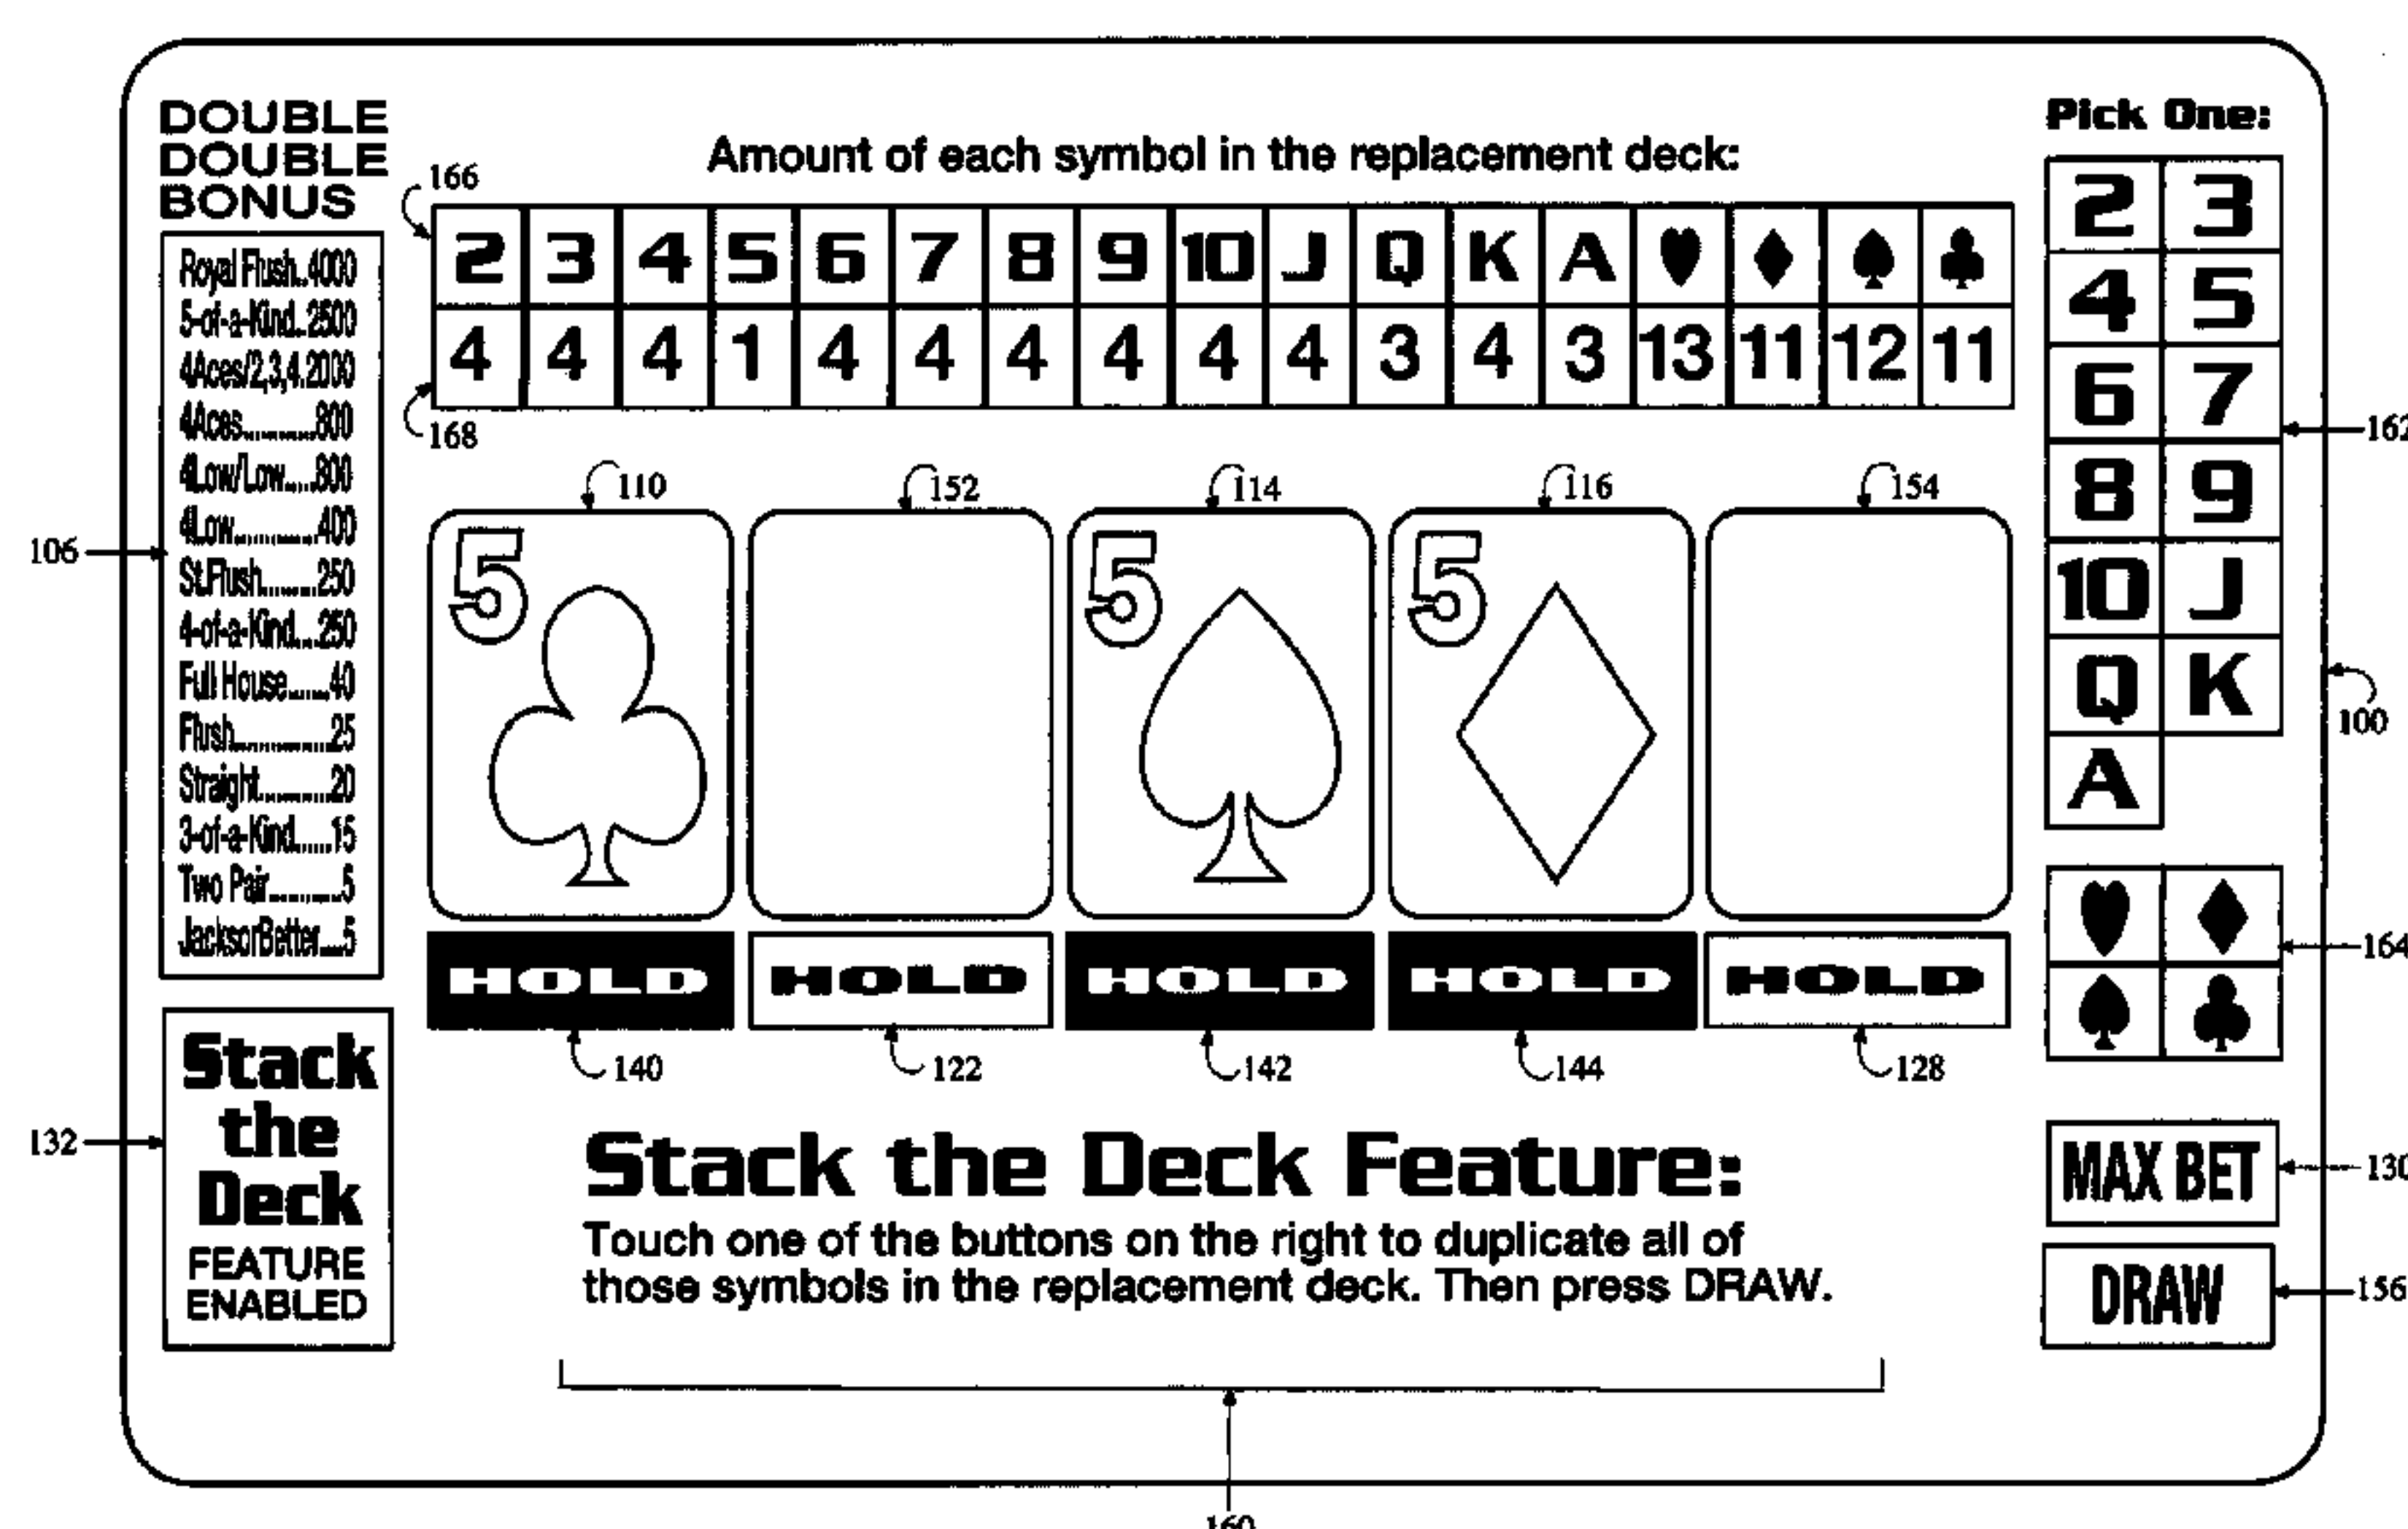 DOUBLE
DOUBLE
BONUS
Royal Flush..4000
5-of-a-Kind..2500
4Aces/2,3,4.2000
4Aces............800
4Low/Low.....800
4Low..............400
St.Flush.........250
4-of-a-Kind....250
Full House.......40
Flush................25
Straight............20
3-of-a-Kind......15
Two Pair............5
JacksorBetter....5
106
Stack
the
Deck
FEATURE
ENABLED
132
Amount of each symbol in the replacement deck:
166
2 3 4 5 6 7 8 9 10 J Q K A ♥ ♦ ♠ ♣
4 4 4 1 4 4 4 4 4 4 3 4 3 13 11 12 11
168
110 152 114 116 154
5 5 5
HOLD HOLD HOLD HOLD HOLD
140 122 142 144 128
Stack the Deck Feature:
Touch one of the buttons on the right to duplicate all of
those symbols in the replacement deck. Then press DRAW.
160
Pick One:
2 3
4 5
6 7
162
8 9
10 J
Q K
100
A
♥ ♦
164
♠ ♣
MAX BET
130
DRAW
156